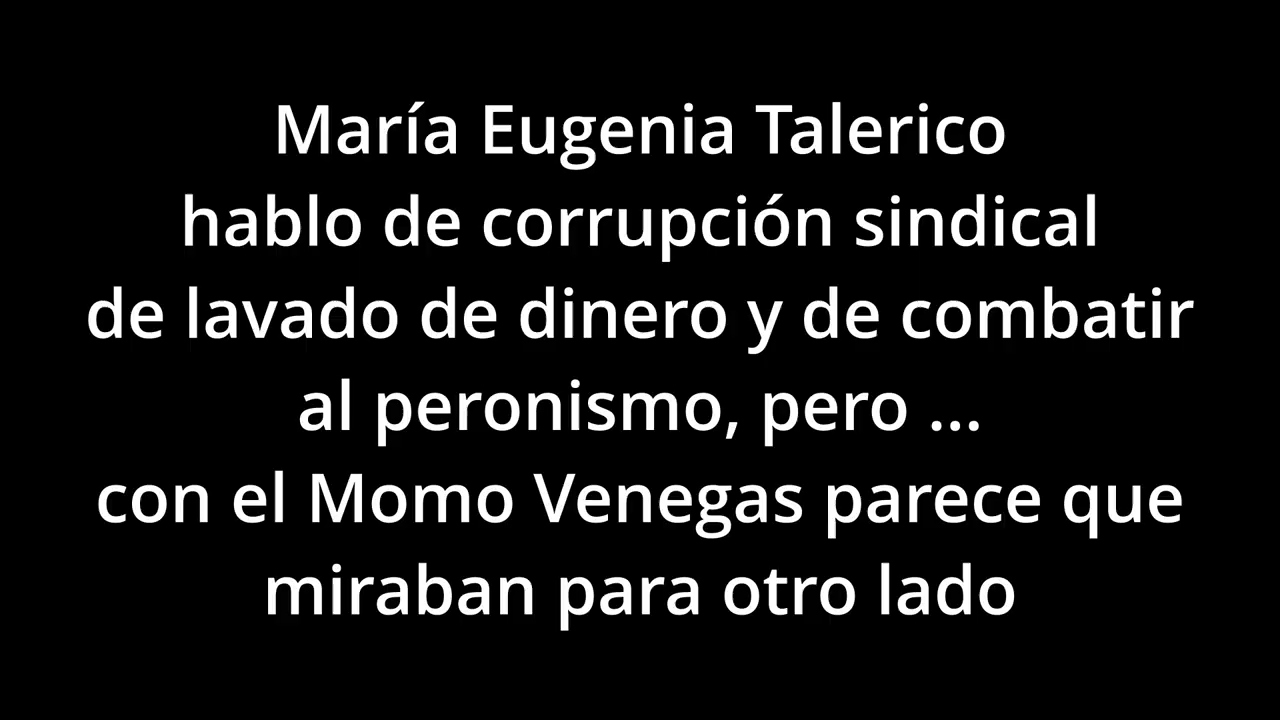 María Eugenia Talerico
hablo de corrupción sindical
de lavado de dinero y de combatir
al peronismo, pero ...
con el Momo Venegas parece que
miraban para otro lado